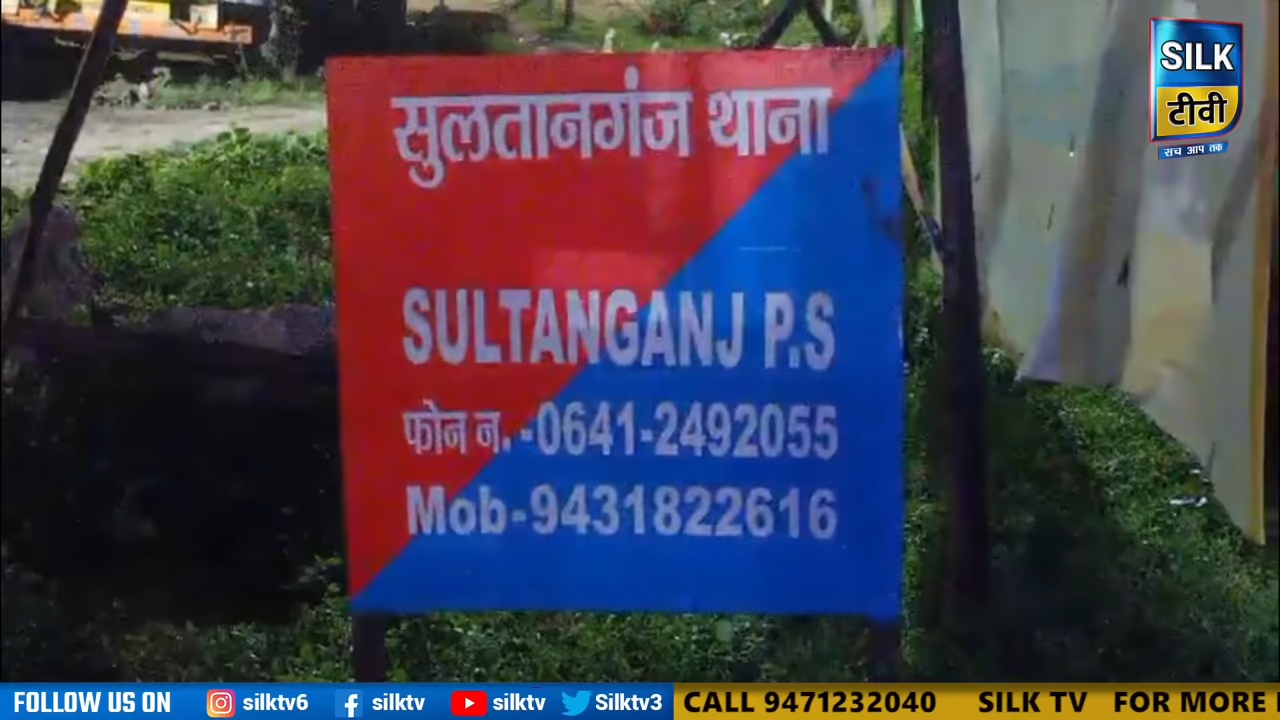 सुलतानगंज थाना
SULTANGANJ P.S
फोन न.-0641-2492055
Mob-9431822616
SILK
टीवी
सच आप तक
FOLLOW US ON silktv6 silktv silktv Silktv3 CALL 9471232040 SILK TV FOR MORE